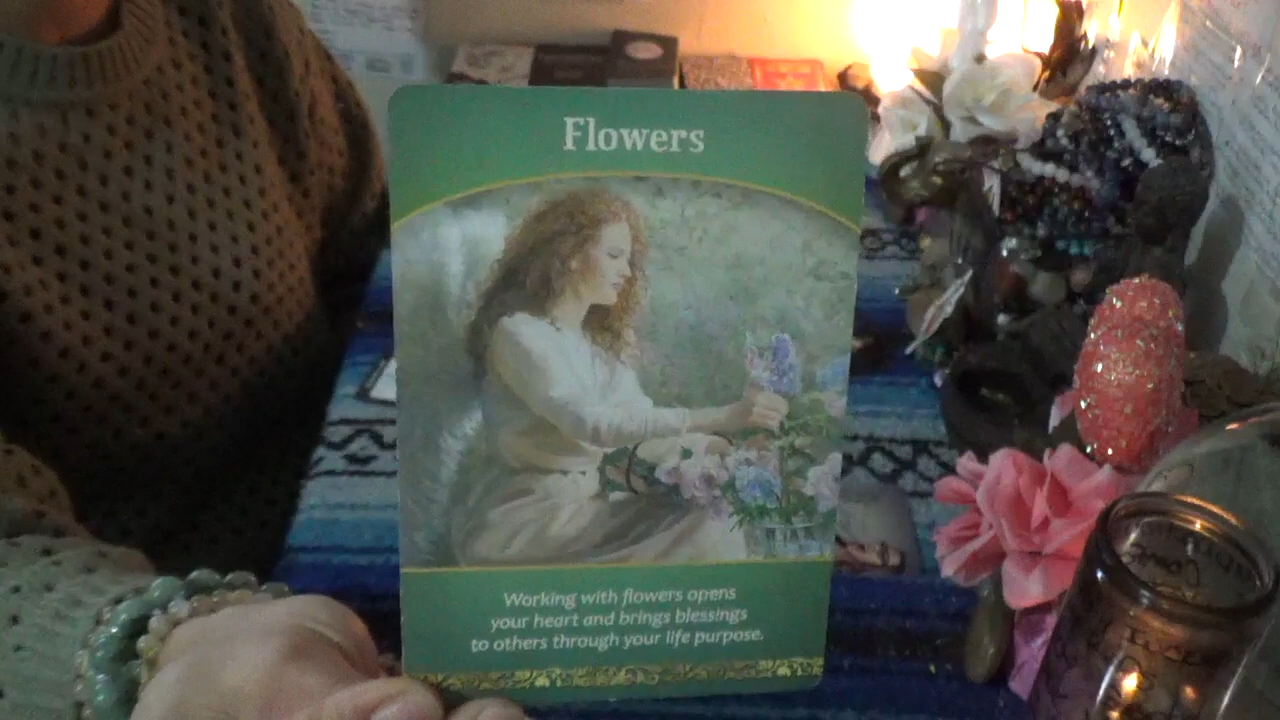 Flowers
Working with flowers opens
your heart and brings blessings
to others through your life purpose.